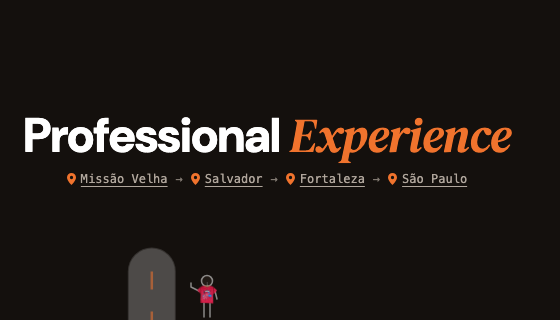 Professional Experience
Missão Velha → Salvador → Fortaleza → São Paulo